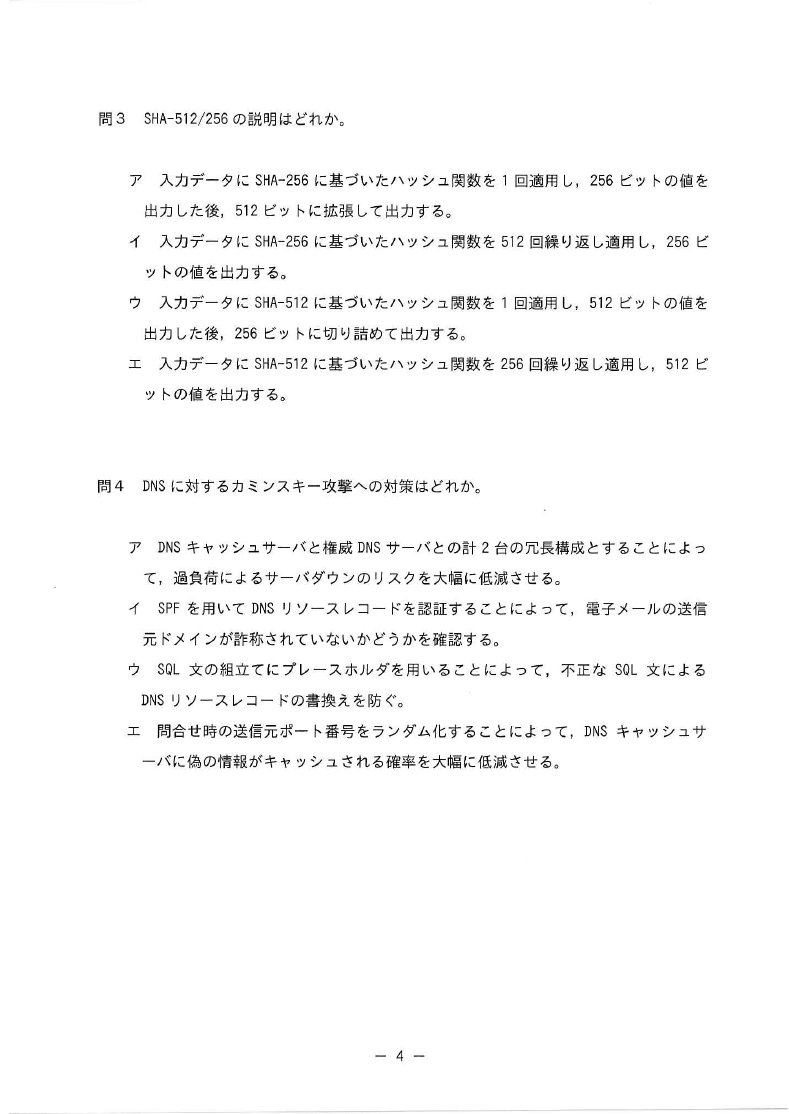 問3 SHA-512/256 の説明はどれか。
ア 入力データに SHA-256 に基づいたハッシュ関数を 1 回適用し，256 ビットの値を
出力した後，512 ビットに拡張して出力する。
イ 入力データに SHA-256 に基づいたハッシュ関数を 512 回繰り返し適用し，256 ビ
ットの値を出力する。
ウ 入力データに SHA-512 に基づいたハッシュ関数を 1 回適用し，512 ビットの値を
出力した後，256 ビットに切り詰めて出力する。
エ 入力データに SHA-512 に基づいたハッシュ関数を 256 回繰り返し適用し，512 ビ
ットの値を出力する。
問4 DNS に対するカミンスキー攻撃への対策はどれか。
ア DNS キャッシュサーバと権威 DNS サーバとの計 2 台の冗長構成とすることによっ
て，過負荷によるサーバダウンのリスクを大幅に低減させる。
イ SPF を用いて DNS リソースレコードを認証することによって，電子メールの送信
元ドメインが詐称されていないかどうかを確認する。
ウ SQL 文の組立てにプレースホルダを用いることによって，不正な SQL 文による
DNS リソースレコードの書換えを防ぐ。
エ 問合せ時の送信元ポート番号をランダム化することによって，DNS キャッシュサ
ーバに偽の情報がキャッシュされる確率を大幅に低減させる。
— 4 —